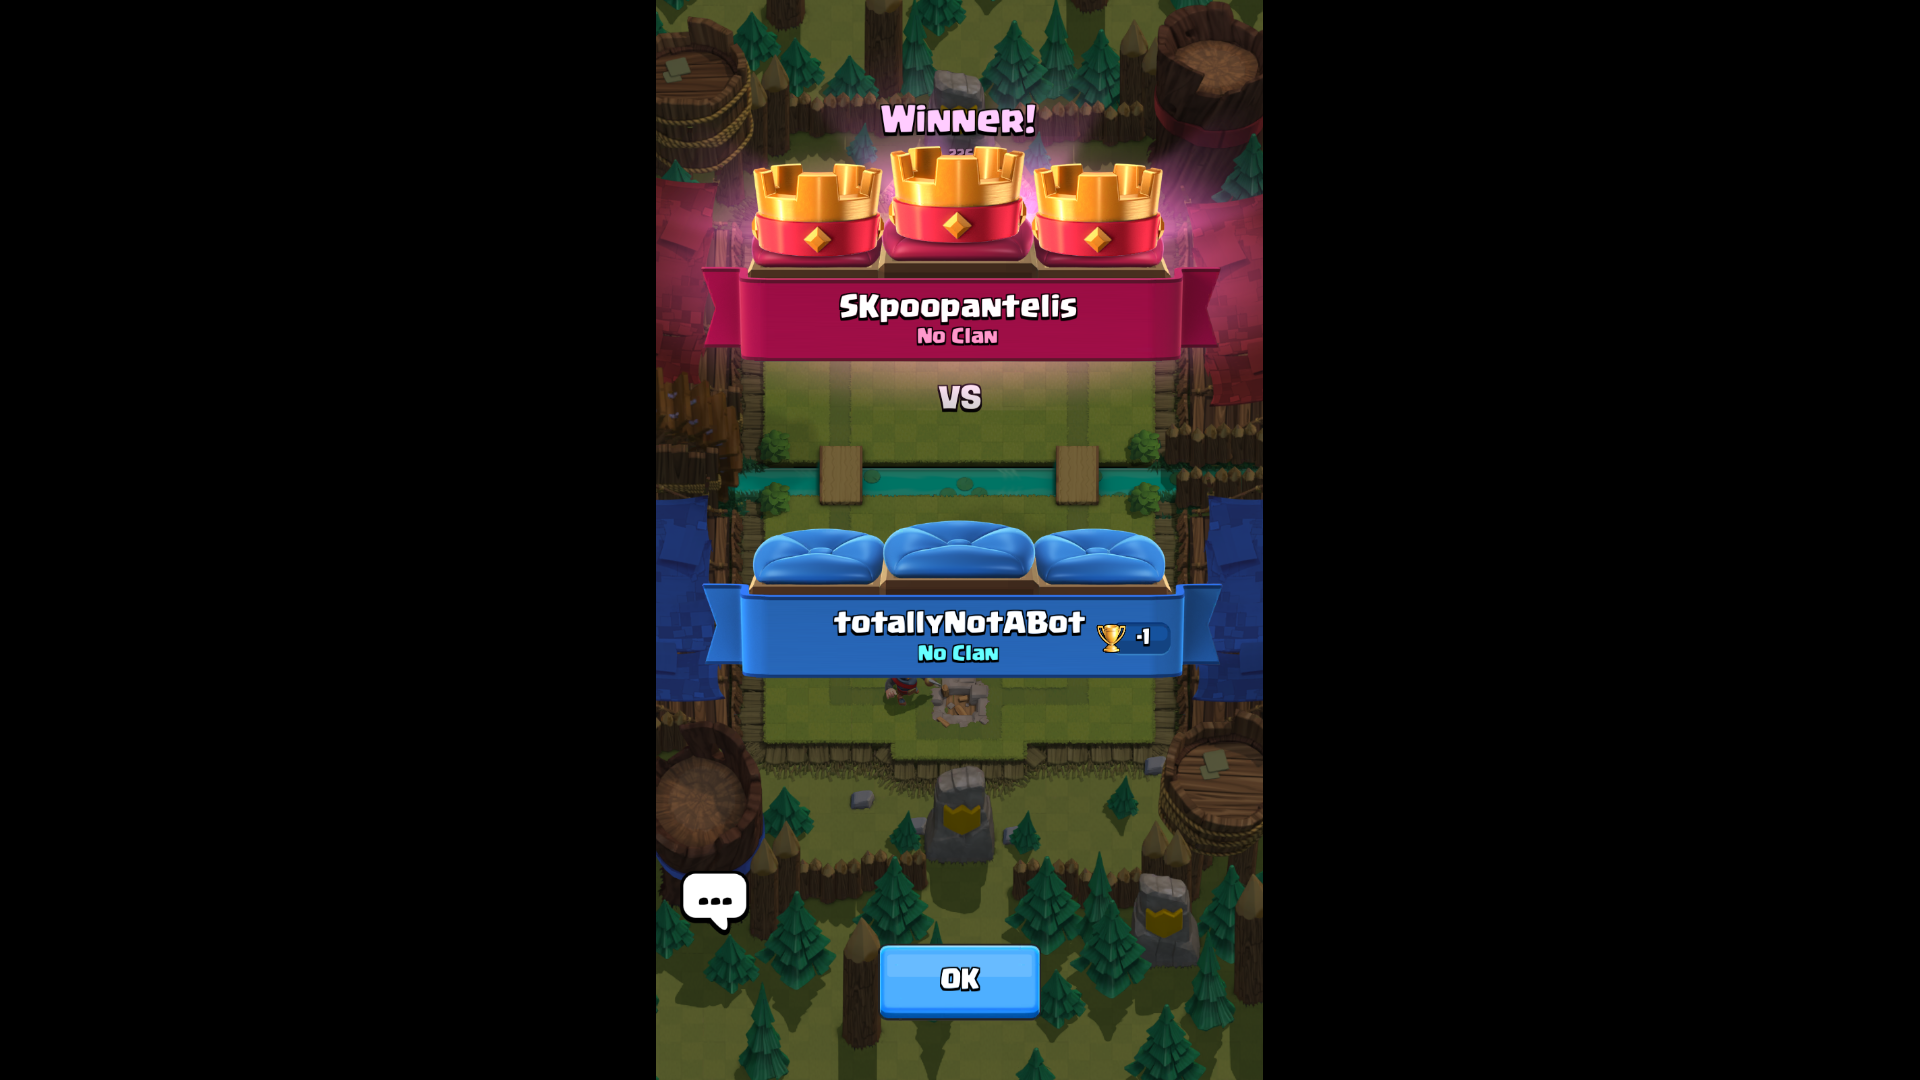 Winner!
SKpoopantelis
No Clan
VS
totallyNotABot
-1
No Clan
...
OK